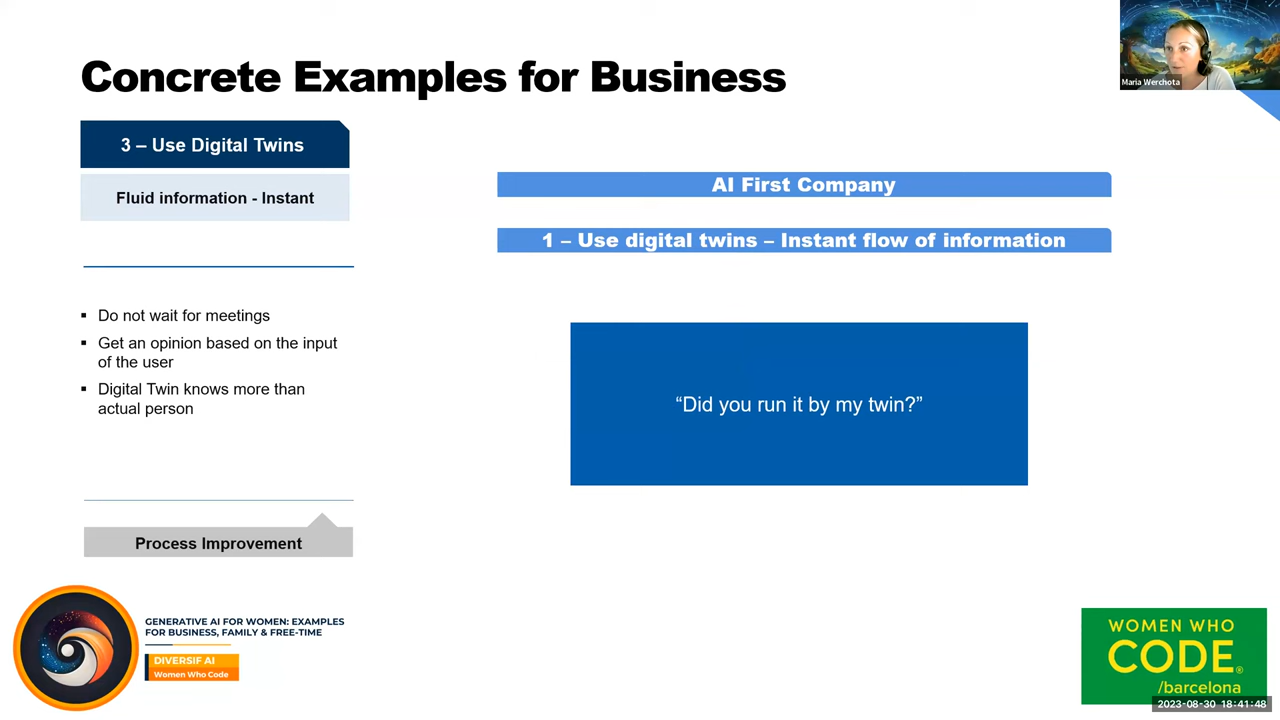 Concrete Examples for Business
Maria Werchota
3 – Use Digital Twins
Fluid information - Instant
▪ Do not wait for meetings
▪ Get an opinion based on the input
of the user
▪ Digital Twin knows more than
actual person
Process Improvement
AI First Company
1 – Use digital twins – Instant flow of information
“Did you run it by my twin?”
GENERATIVE AI FOR WOMEN: EXAMPLES
FOR BUSINESS, FAMILY & FREE-TIME
DIVERSIF AI
Women Who Code
WOMEN WHO
CODE®
/barcelona
2023-08-30 18:41:48